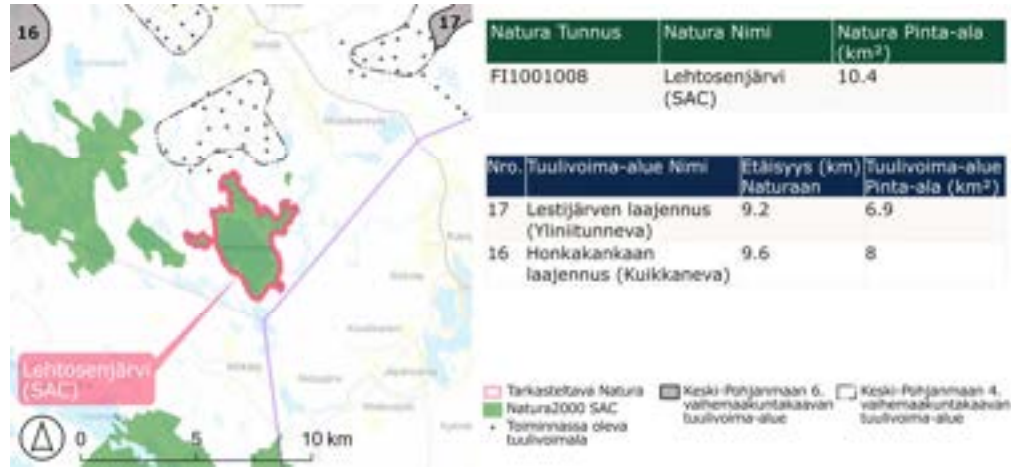 16
17
Lehtosenjärvi
(SAC)
0 5 10 km
Natura Tunnus Natura Nimi Natura Pinta-ala
(km²)
FI1001008 Lehtosenjärvi 10.4
(SAC)
Nro. Tuulivoima-alue Nimi Etäisyys (km) Tuulivoima-alue
Naturaan Pinta-ala (km²)
17 Lestijärven laajennus 9.2 6.9
(Yliniitunneva)
16 Honkakankaan 9.6 8
laajennus (Kuikkaneva)
Tarkasteltava Natura
Natura2000 SAC
Toiminnassa oleva
tuulivoimala
Keski-Pohjanmaan 6.
vaihemaakuntakaavan
tuulivoima-alue
Keski-Pohjanmaan 4.
vaihemaakuntakaavan
tuulivoima-alue